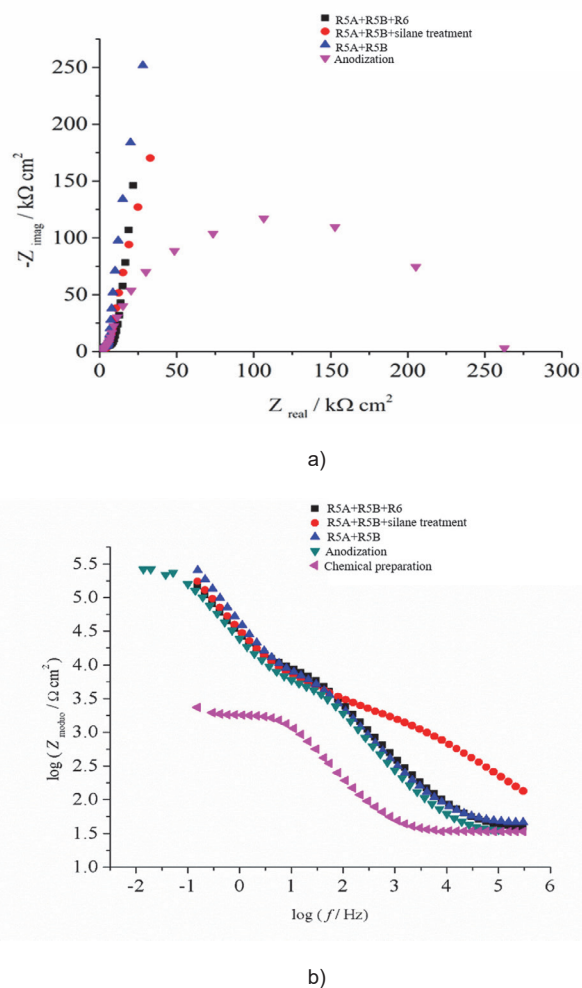 R5A+R5B+R6
R5A+R5B+silane treatment
R5A+R5B
Anodization
250
200
150
100
50
0
-Z imag / kΩ cm²
0 50 100 150 200 250 300
Z real / kΩ cm²
a)
R5A+R5B+R6
R5A+R5B+silane treatment
R5A+R5B
Anodization
Chemical preparation
5.5
5.0
4.5
4.0
3.5
3.0
2.5
2.0
1.5
1.0
log (Z moduo / Ω cm²)
-2 -1 0 1 2 3 4 5 6
log (f / Hz)
b)